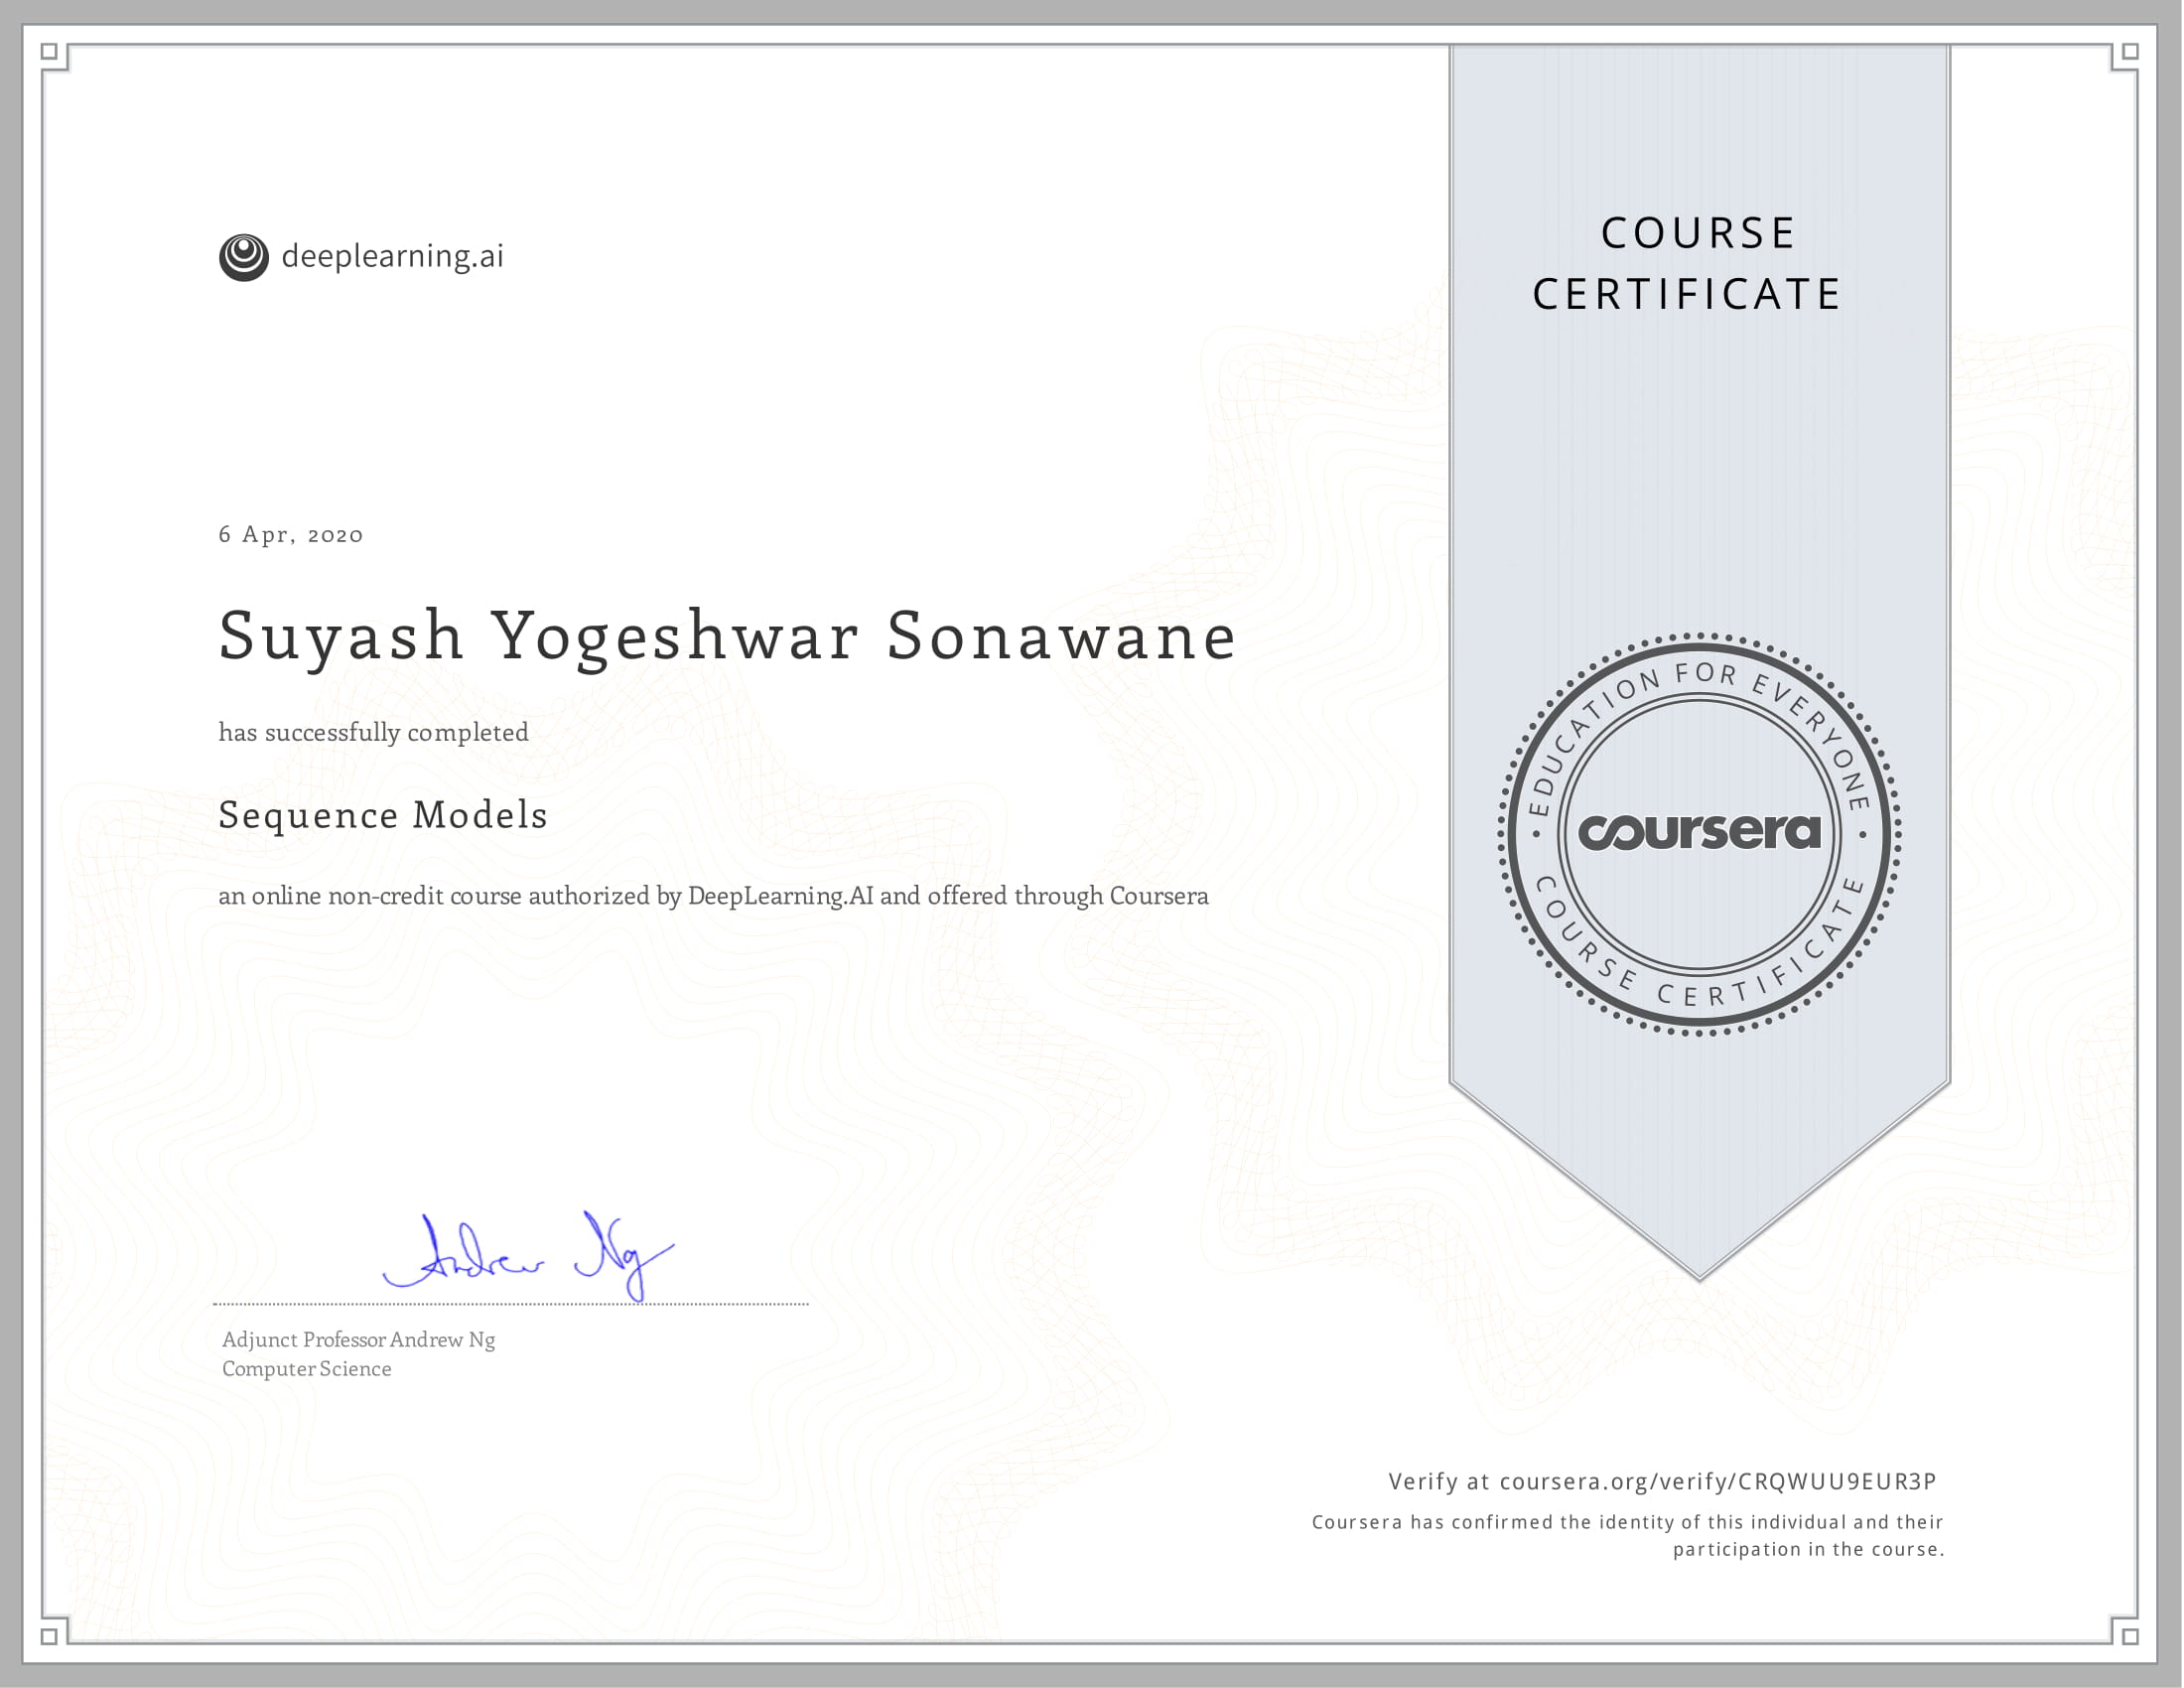 deeplearning.ai
COURSE
CERTIFICATE
6 Apr, 2020
Suyash Yogeshwar Sonawane
has successfully completed
Sequence Models
an online non-credit course authorized by DeepLearning.AI and offered through Coursera
EDUCATION FOR EVERYONE
coursera
COURSE CERTIFICATE
Andrew Ng
Adjunct Professor Andrew Ng
Computer Science
Verify at coursera.org/verify/CRQWUU9EUR3P
Coursera has confirmed the identity of this individual and their
participation in the course.